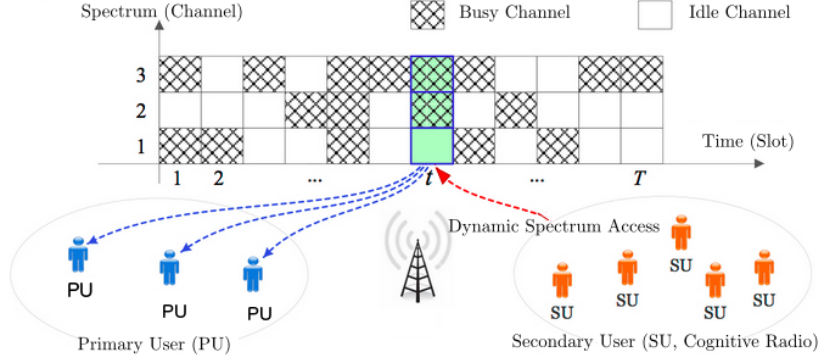 Spectrum (Channel)
Busy Channel
Idle Channel
3
2
1
Time (Slot)
1 2 ... t ... T
Dynamic Spectrum Access
PU
PU
PU
SU
SU
SU
SU
SU
Primary User (PU)
Secondary User (SU, Cognitive Radio)